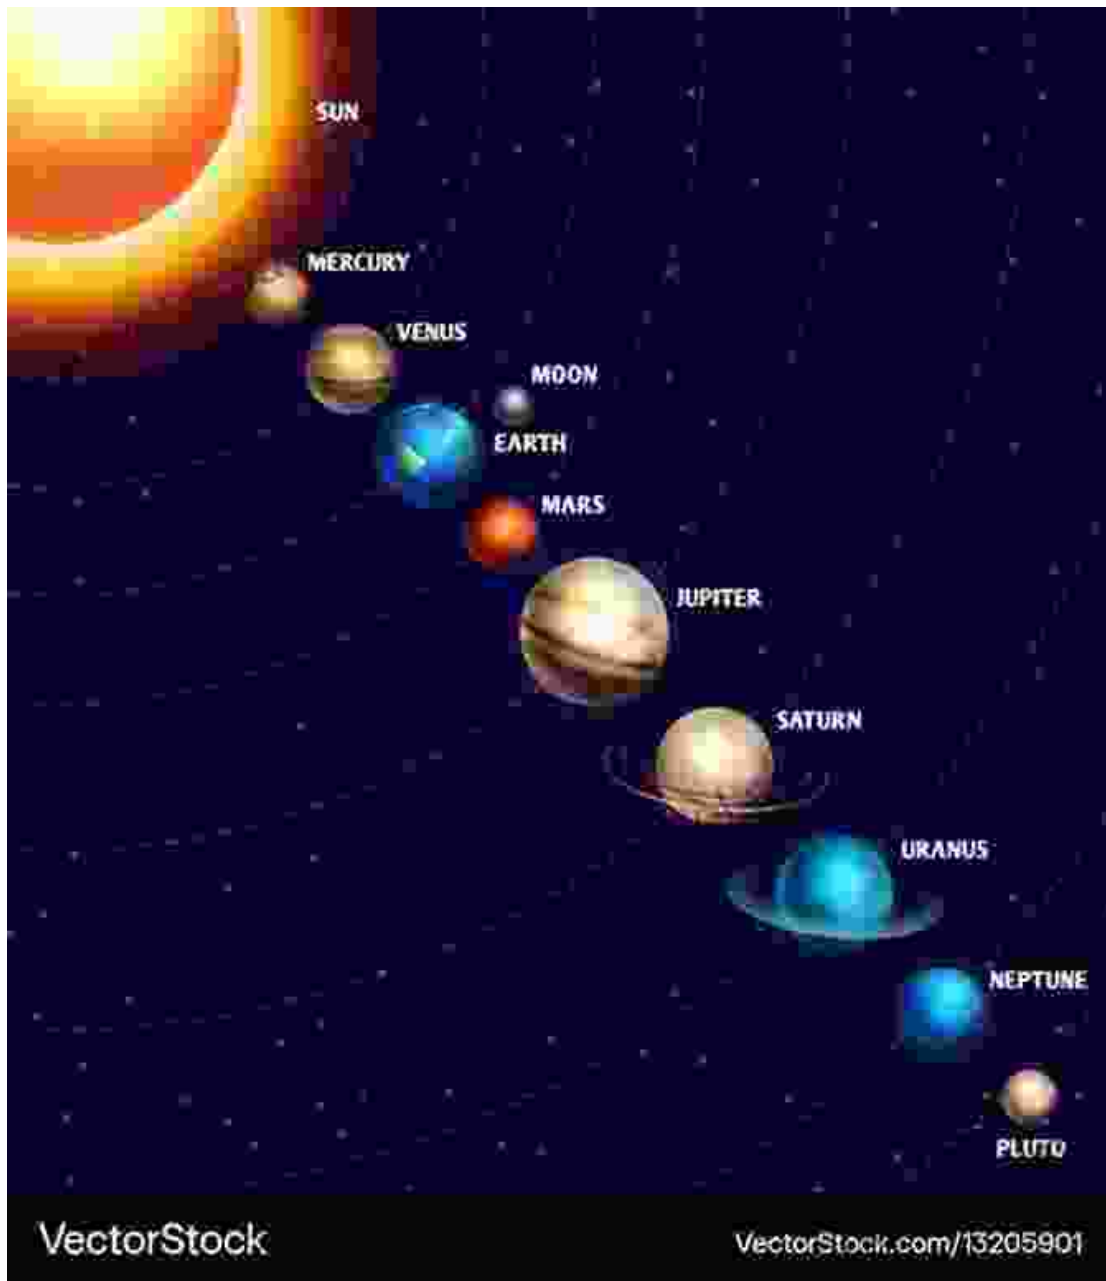 SUN
MERCURY
VENUS
MOON
EARTH
MARS
JUPITER
SATURN
URANUS
NEPTUNE
PLUTO
VectorStock
VectorStock.com/13205901